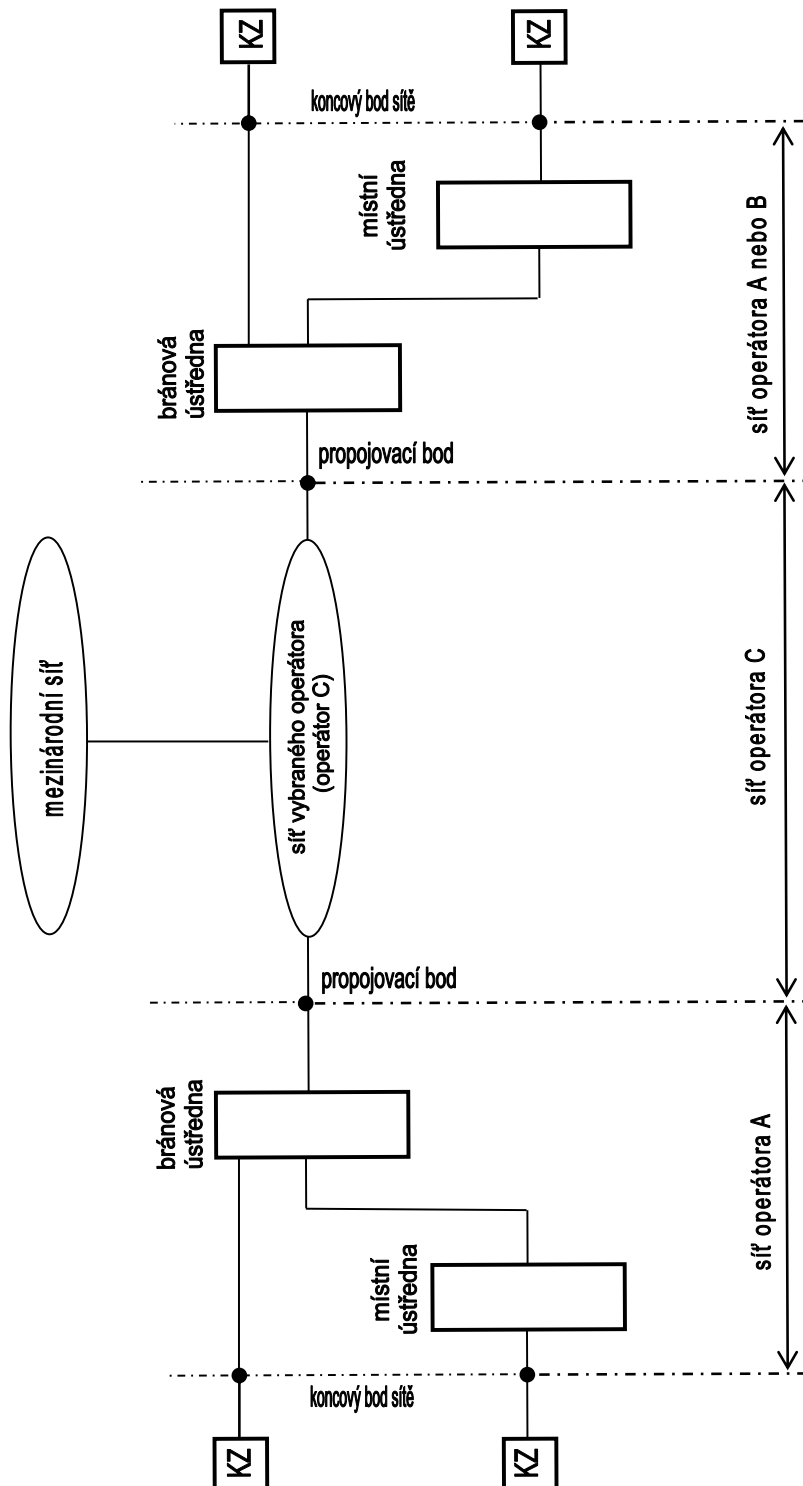 KZ
KZ
koncový bod sítě
místní
ústředna
bránová
ústředna
síť operátora A nebo B
propojovací bod
mezinárodní síť
síť vybraného operátora
(operátor C)
síť operátora C
propojovací bod
bránová
ústředna
síť operátora A
místní
ústředna
koncový bod sítě
KZ
KZ